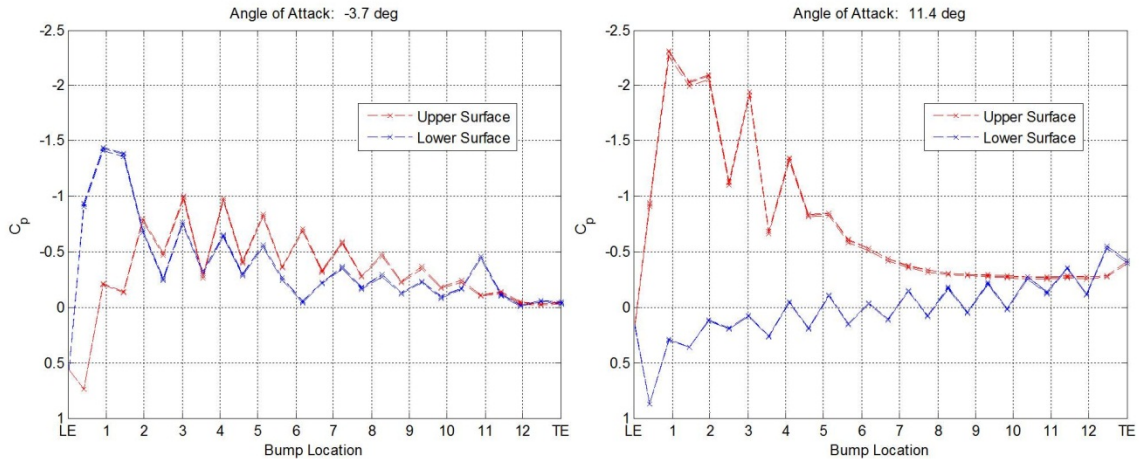 Angle of Attack: -3.7 deg
-2.5
-2
-1.5
-1
-0.5
0
0.5
1
Cp
Upper Surface
Lower Surface
LE 1 2 3 4 5 6 7 8 9 10 11 12 TE
Bump Location
Angle of Attack: 11.4 deg
-2.5
-2
-1.5
-1
-0.5
0
0.5
1
Cp
Upper Surface
Lower Surface
LE 1 2 3 4 5 6 7 8 9 10 11 12 TE
Bump Location